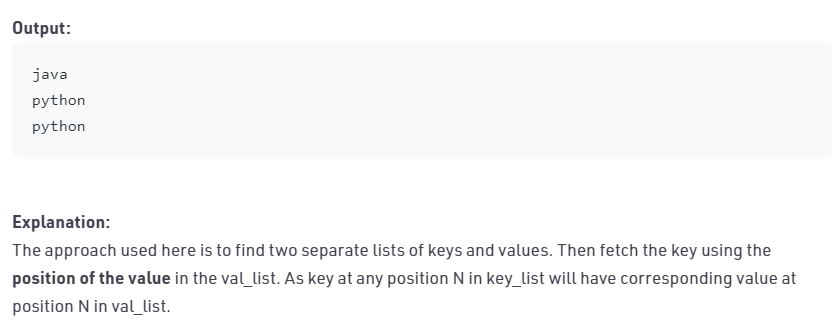 Output:
java
python
python
Explanation:
The approach used here is to find two separate lists of keys and values. Then fetch the key using the
position of the value in the val_list. As key at any position N in key_list will have corresponding value at
position N in val_list.